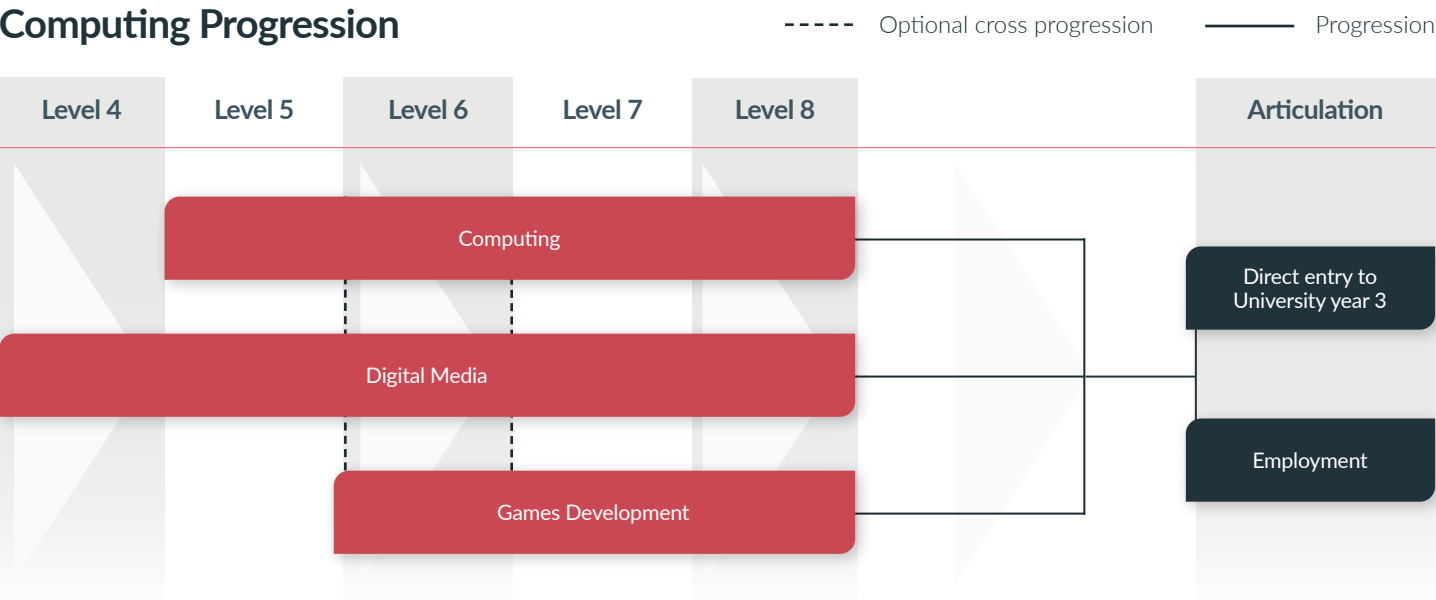 Computing Progression
Optional cross progression
Progression
Level 4
Level 5
Level 6
Level 7
Level 8
Articulation
Computing
Direct entry to
University year 3
Digital Media
Employment
Games Development